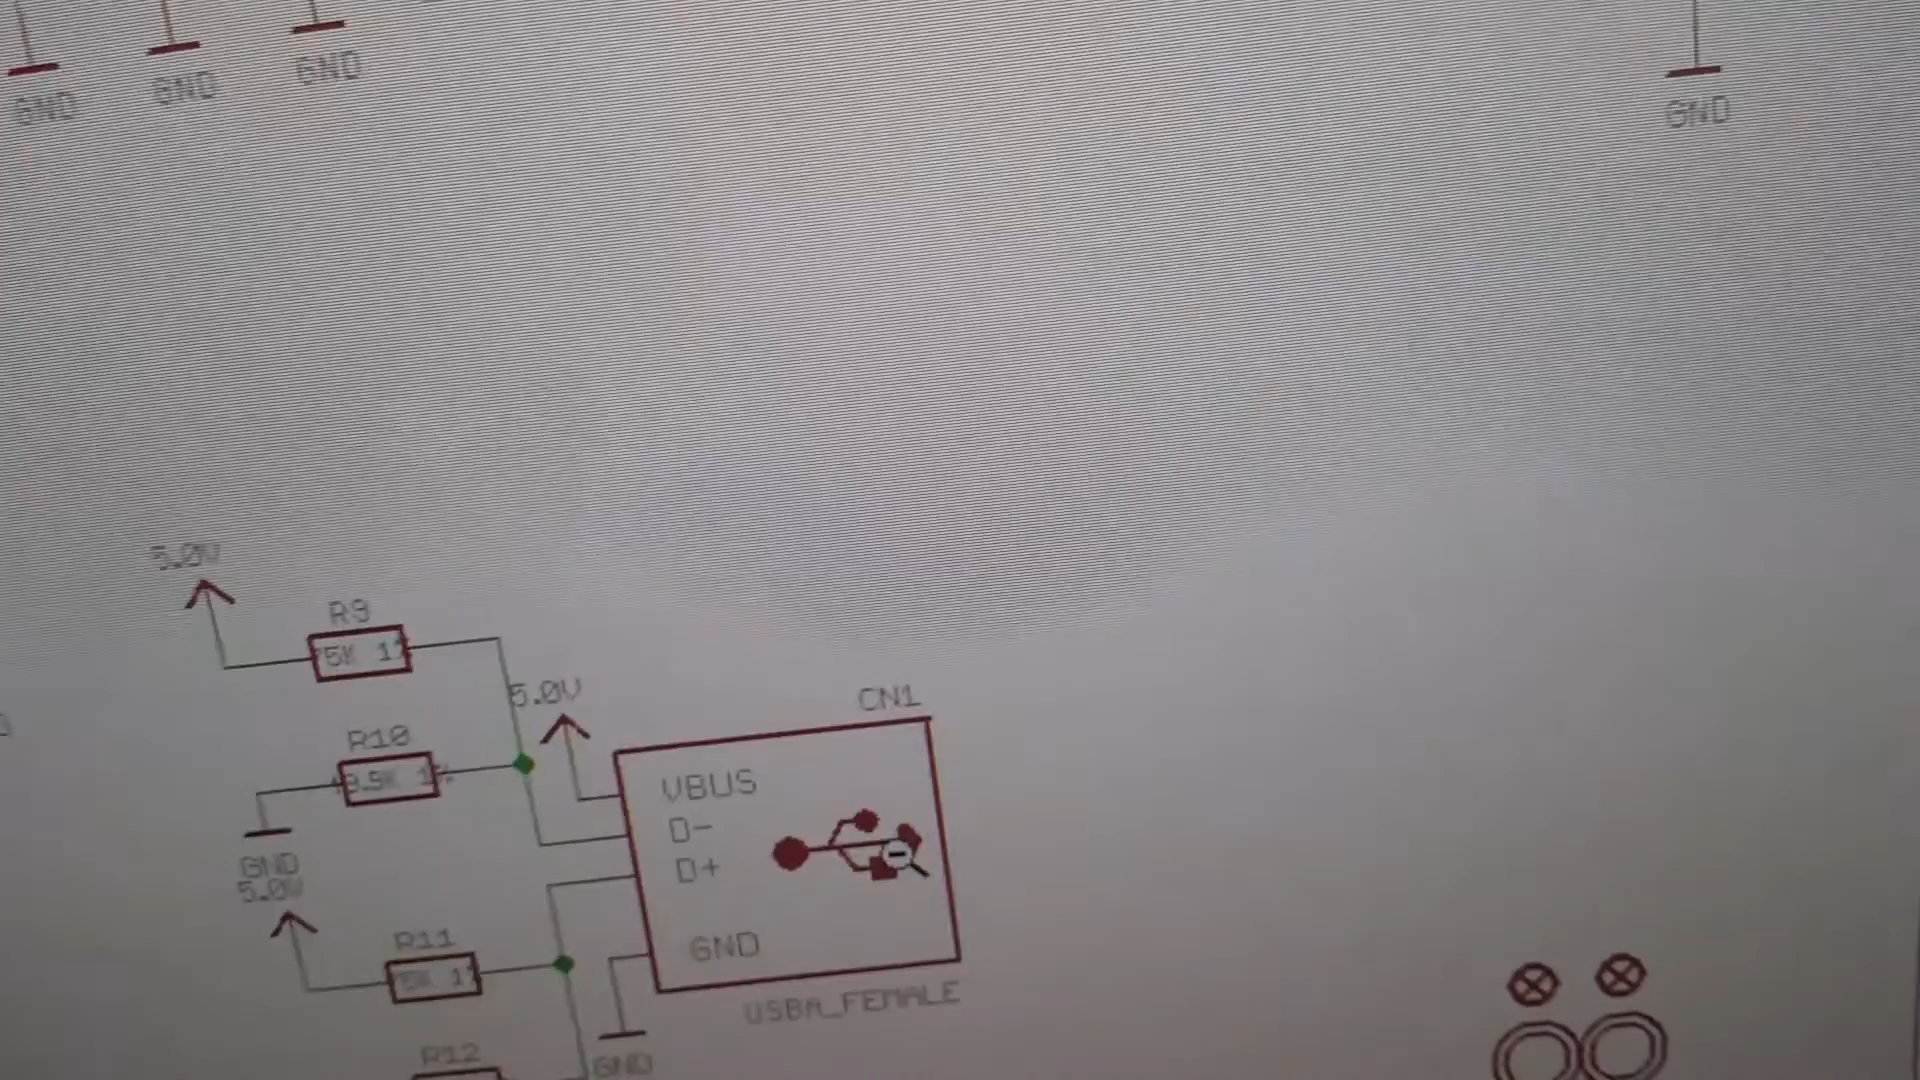 GND
GND
GND
GND
5.0V
R9
5.0V
CN1
R10
VBUS
D-
D+
GND
5.0V
R11
GND
USBA_FEMALE
R12
GND